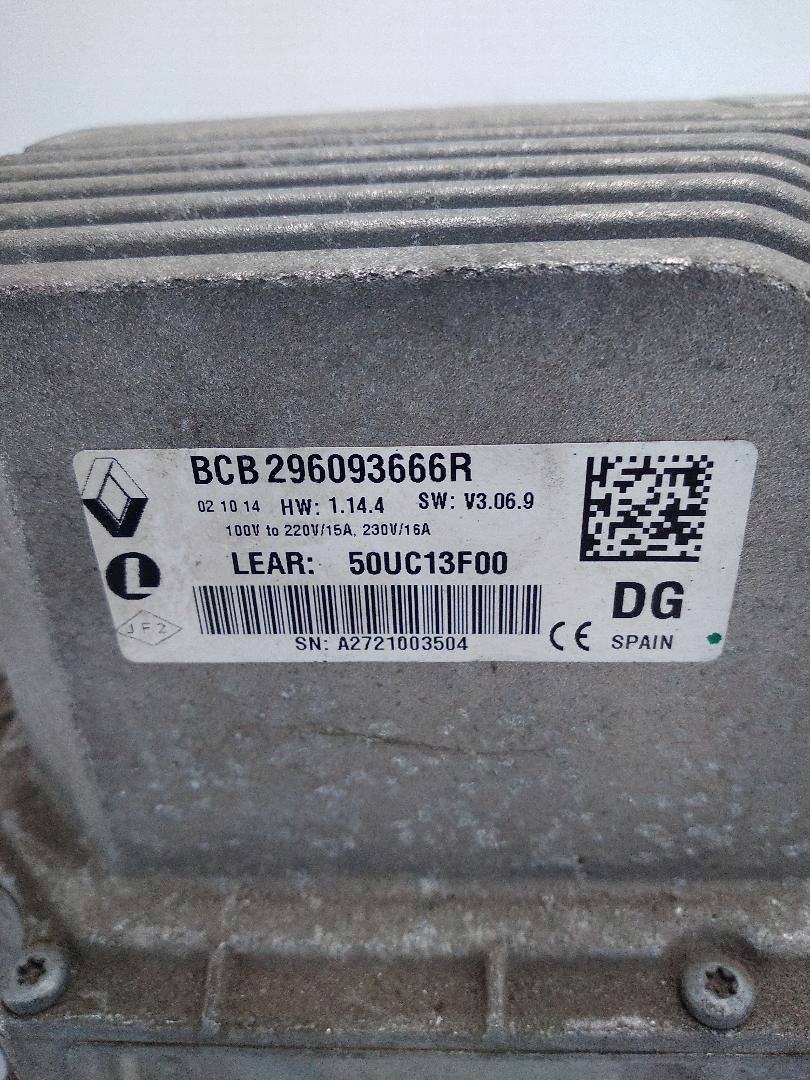 BCB 296093666R
02 10 14 HW: 1.14.4 SW: V3.06.9
100V to 220V/15A, 230V/16A
L
LEAR: 50UC13F00
DG
JF2
SN: A2721003504
CE SPAIN